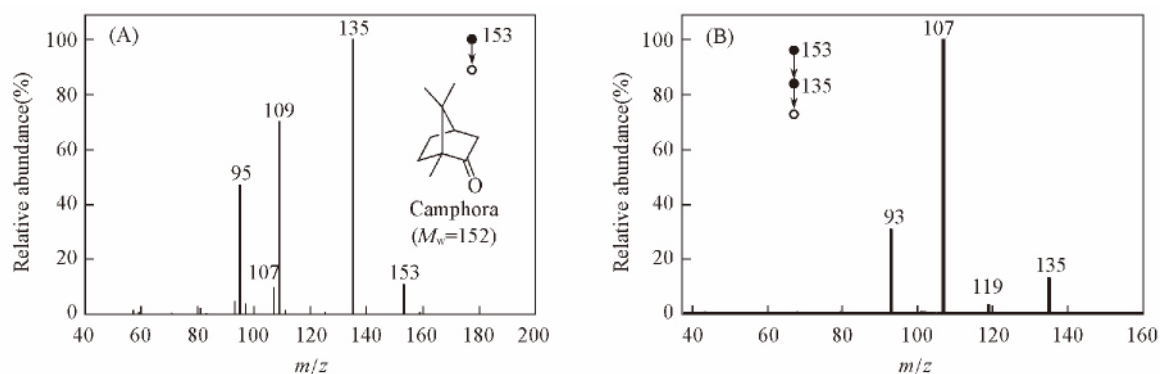 (A)
135
153
109
95
107
153
O
Camphora
(Mw=152)
100
80
60
40
20
0
Relative abundance(%)
40 60 80 100 120 140 160 180 200
m/z
(B)
107
153
135
93
119
135
100
80
60
40
20
0
Relative abundance(%)
40 60 80 100 120 140 160
m/z